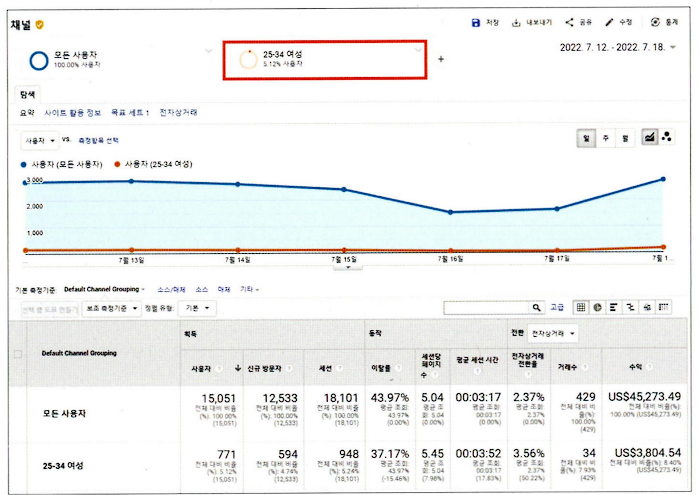 채널
저장 내보내기 공유 수정 통계
모든 사용자
100.00% 사용자
25-34 여성
5.12% 사용자
+
2022. 7. 12. - 2022. 7. 18.
탐색
요약 사이트 활용 정보 목표 세트 1 전자상거래
사용자 vs. 측정항목 선택
일 주 월
사용자 (모든 사용자) 사용자 (25-34 여성)
3,000
2,000
1,000
7월 13일 7월 14일 7월 15일 7월 16일 7월 17일 7월 1...
기본 측정기준: Default Channel Grouping 소스/매체 소스 매체 기타
보조 측정기준 정렬 유형: 기본
고급
획득 동작 전환 전자상거래
Default Channel Grouping
사용자 신규 방문자 세션 이탈률 세션당 페이지수 평균 세션 시간 전자상거래 전환율 거래수 수익
모든 사용자
15,051 12,533 18,101 43.97% 5.04 00:03:17 2.37% 429 US$45,273.49
전체 대비 비율(%): 100.00% (15,051)
전체 대비 비율(%): 100.00% (12,533)
전체 대비 비율(%): 100.00% (18,101)
평균 조회: 43.97% (0.00%)
평균 조회: 5.04 (0.00%)
평균 조회: 00:03:17 (0.00%)
평균 조회: 2.37% (0.00%)
전체 대비 비율(%): 100.00% (429)
전체 대비 비율(%): 100.00% (US$45,273.49)
25-34 여성
771 594 948 37.17% 5.45 00:03:52 3.56% 34 US$3,804.54
전체 대비 비율(%): 5.12% (15,051)
전체 대비 비율(%): 4.74% (12,533)
전체 대비 비율(%): 5.24% (18,101)
평균 조회: 43.97% (-15.46%)
평균 조회: 5.04 (7.98%)
평균 조회: 00:03:17 (17.83%)
평균 조회: 2.37% (50.22%)
전체 대비 비율(%): 7.93% (429)
전체 대비 비율(%): 8.40% (US$45,273.49)